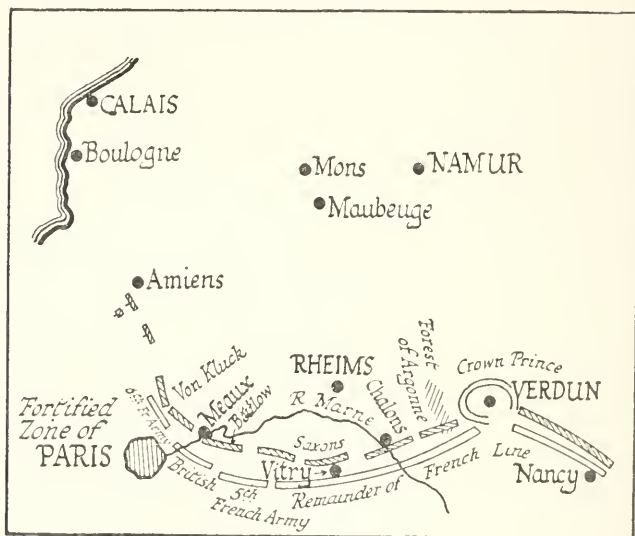 CALAIS
Boulogne
Mons
NAMUR
Maubeuge
Amiens
Von Kluck
6th Fr. Army
Meaux
Bülow
RHEIMS
R Marne
Chalons
Forest
of Argonne
Crown Prince
VERDUN
Fortified
Zone of
PARIS
British
5th
French Army
Saxons
Vitry→
Remainder of
French Line
Nancy